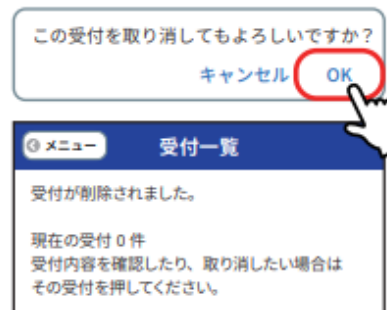 この受付を取り消してもよろしいですか？
キャンセル OK
メニュー 受付一覧
受付が削除されました。
現在の受付 0 件
受付内容を確認したり、取り消したい場合は
その受付を押してください。